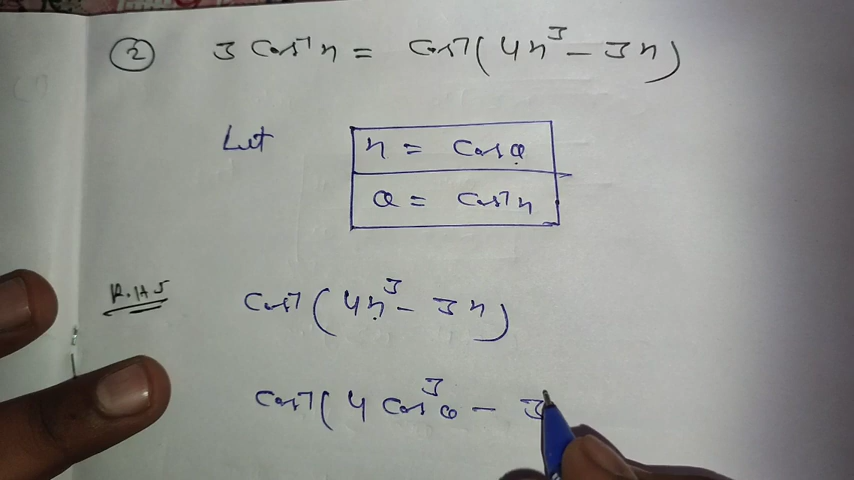 ② 3 cos⁻¹x = cos⁻¹(4x³ - 3x)
Let x = cosθ
θ = cos⁻¹x
R.H.S
cos⁻¹(4x³ - 3x)
cos⁻¹(4 cos³θ - 3